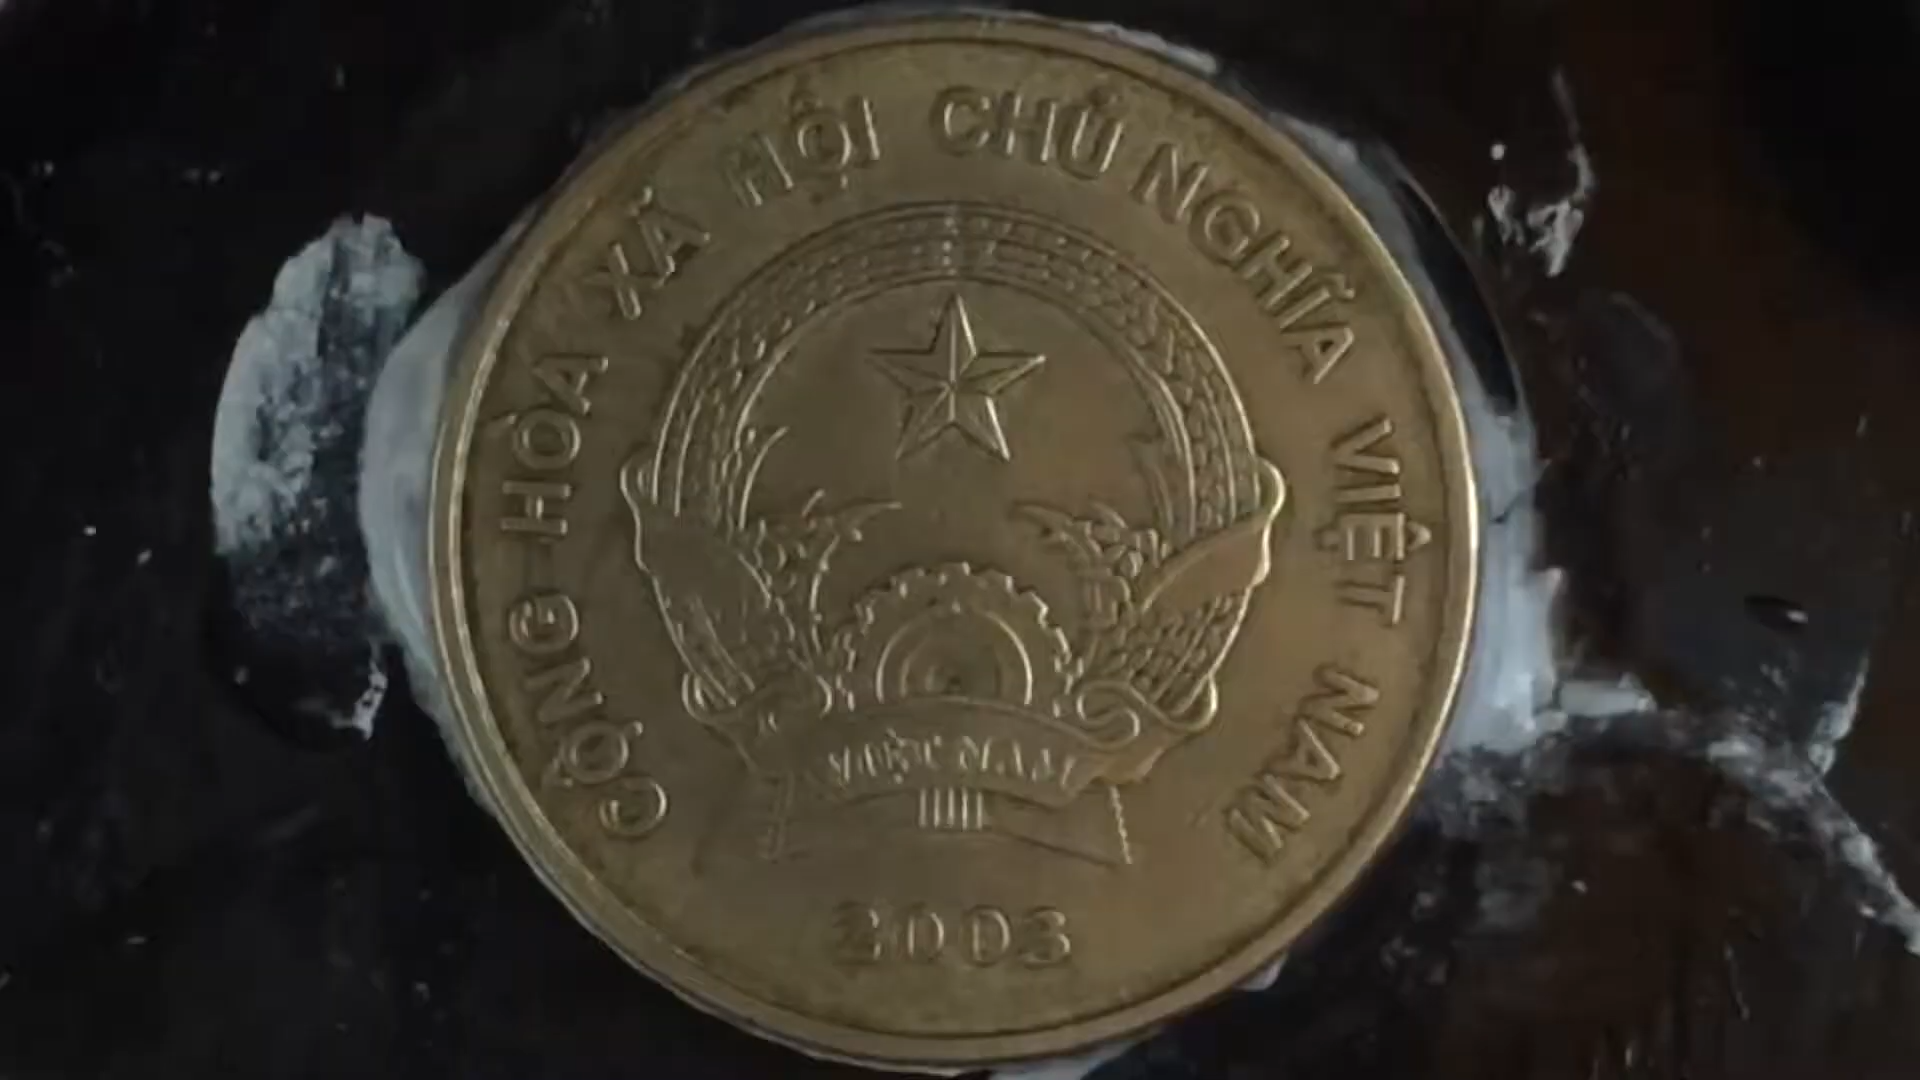 CỘNG HÒA XÃ HỘI CHỦ NGHĨA VIỆT NAM
VIỆT NAM
2003